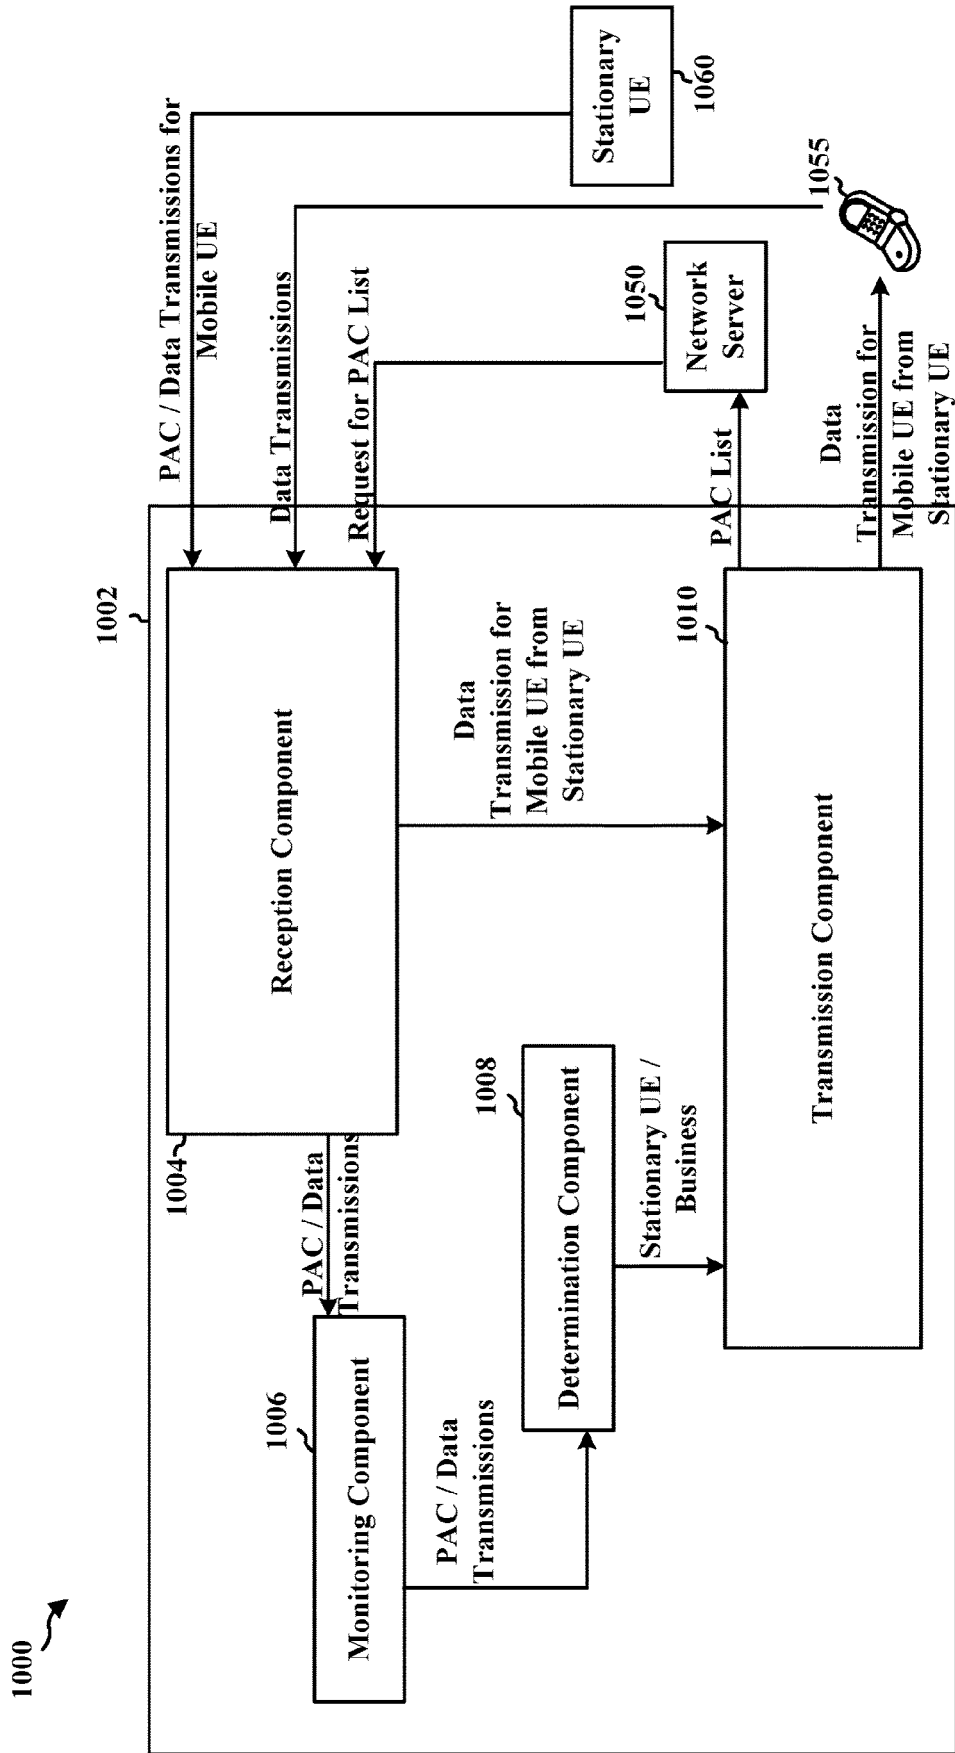 1000
1002
PAC / Data Transmissions for
Mobile UE
Data Transmissions
Request for PAC List
Stationary
UE
1060
1055
1050
Network
Server
1004
Reception Component
PAC / Data
Transmissions
1006
Monitoring Component
PAC / Data
Transmissions
1008
Determination Component
Stationary UE /
Business
Data
Transmission for
Mobile UE from
Stationary UE
1010
Transmission Component
PAC List
Data
Transmission for
Mobile UE from
Stationary UE